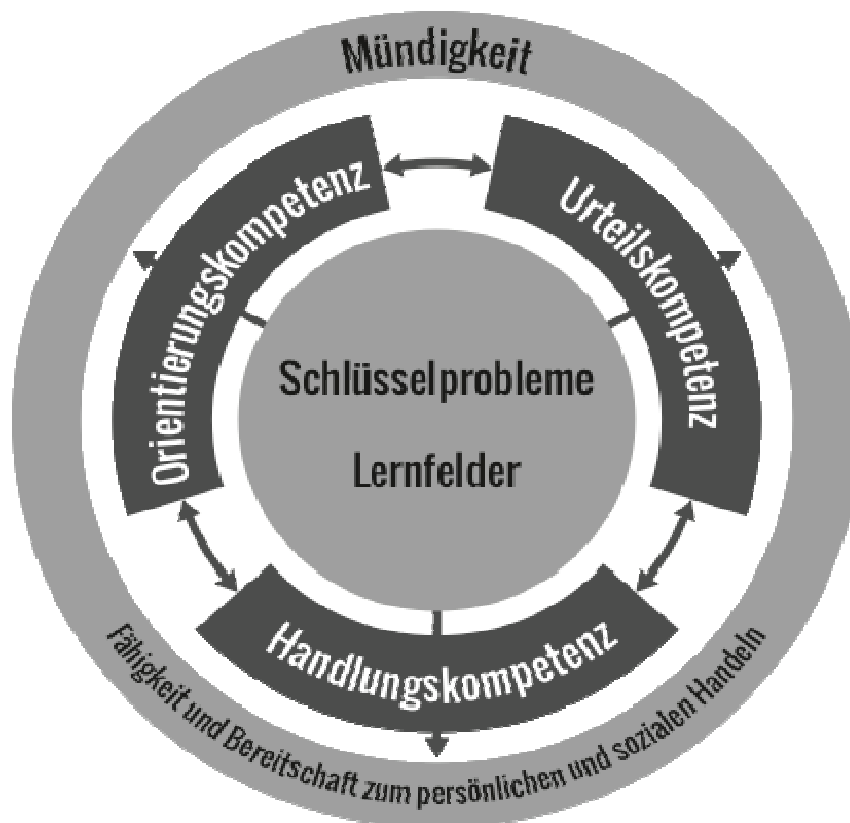 Mündigkeit
Orientierungskompetenz
Urteilskompetenz
Schlüsselprobleme
Lernfelder
Handlungskompetenz
Fähigkeit und Bereitschaft zum persönlichen und sozialen Handeln